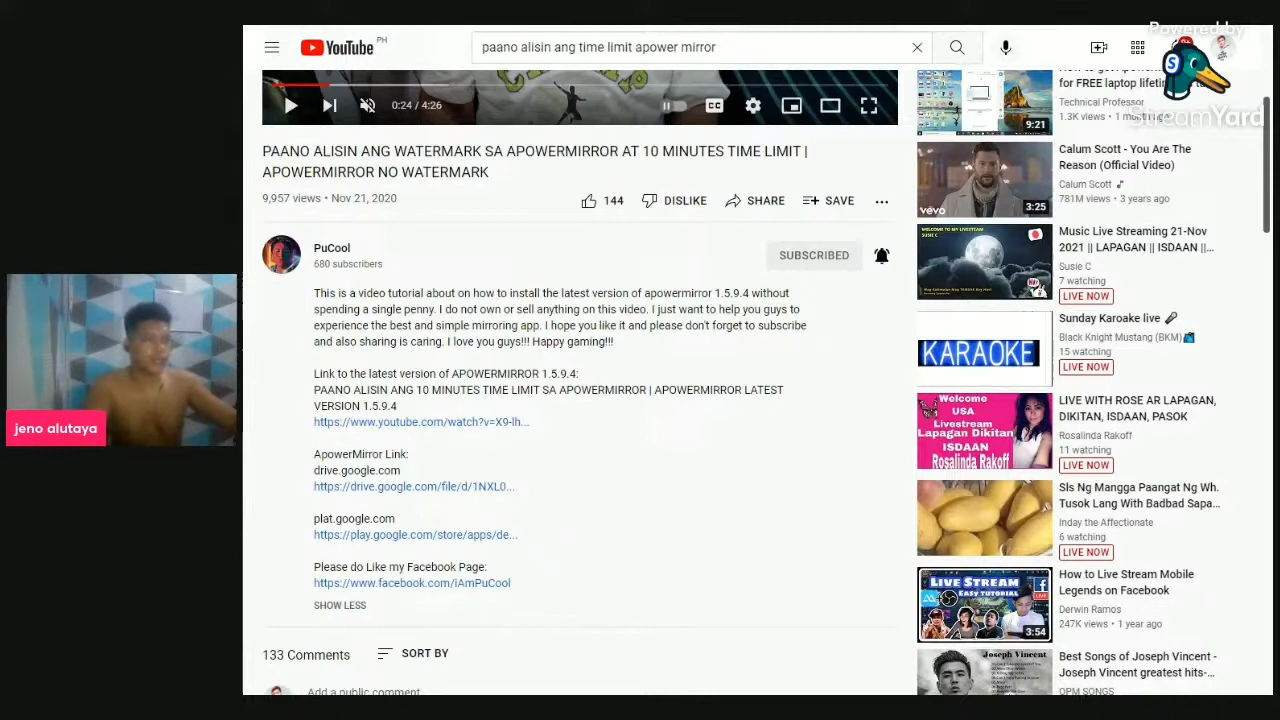 Powered by
StreamYard
YouTube PH
paano alisin ang time limit apower mirror
0:24 / 4:26
CC
PAANO ALISIN ANG WATERMARK SA APOWERMIRROR AT 10 MINUTES TIME LIMIT |
APOWERMIRROR NO WATERMARK
9,957 views • Nov 21, 2020
144
DISLIKE
SHARE
SAVE
PuCool
680 subscribers
SUBSCRIBED
This is a video tutorial about on how to install the latest version of apowermirror 1.5.9.4 without
spending a single penny. I do not own or sell anything on this video. I just want to help you guys to
experience the best and simple mirroring app. I hope you like it and please don't forget to subscribe
and also sharing is caring. I love you guys!!! Happy gaming!!!
Link to the latest version of APOWERMIRROR 1.5.9.4:
PAANO ALISIN ANG 10 MINUTES TIME LIMIT SA APOWERMIRROR | APOWERMIRROR LATEST
VERSION 1.5.9.4
https://www.youtube.com/watch?v=X9-lh...
ApowerMirror Link:
drive.google.com
https://drive.google.com/file/d/1NXL0...
plat.google.com
https://play.google.com/store/apps/de...
Please do Like my Facebook Page:
https://www.facebook.com/iAmPuCool
SHOW LESS
133 Comments
SORT BY
Add a public comment
jeno alutaya
for FREE laptop
Technical Professor
1.3K views • 1
9:21
Calum Scott - You Are The
Reason (Official Video)
Calum Scott
781M views • 3 years ago
vevo
3:25
Music Live Streaming 21-Nov
2021 || LAPAGAN || ISDAAN ||...
Susie C
7 watching
LIVE NOW
WELCOME TO MY LIVESTREAM
SUSIE C
Sunday Karoake live
Black Knight Mustang (BKM)
15 watching
LIVE NOW
KARAOKE
LIVE WITH ROSE AR LAPAGAN,
DIKITAN, ISDAAN, PASOK
Rosalinda Rakoff
11 watching
LIVE NOW
Welcome
USA
Livestream
Lapagan Dikitan
ISDAAN
Rosalinda Rakoff
Sls Ng Mangga Paangat Ng Wh.
Tusok Lang With Badbad Sapa...
Inday the Affectionate
6 watching
LIVE NOW
How to Live Stream Mobile
Legends on Facebook
Derwin Ramos
247K views • 1 year ago
LIVE STREAM
EASY TUTORIAL
3:54
Best Songs of Joseph Vincent -
Joseph Vincent greatest hits-...
OPM SONGS
Joseph Vincent